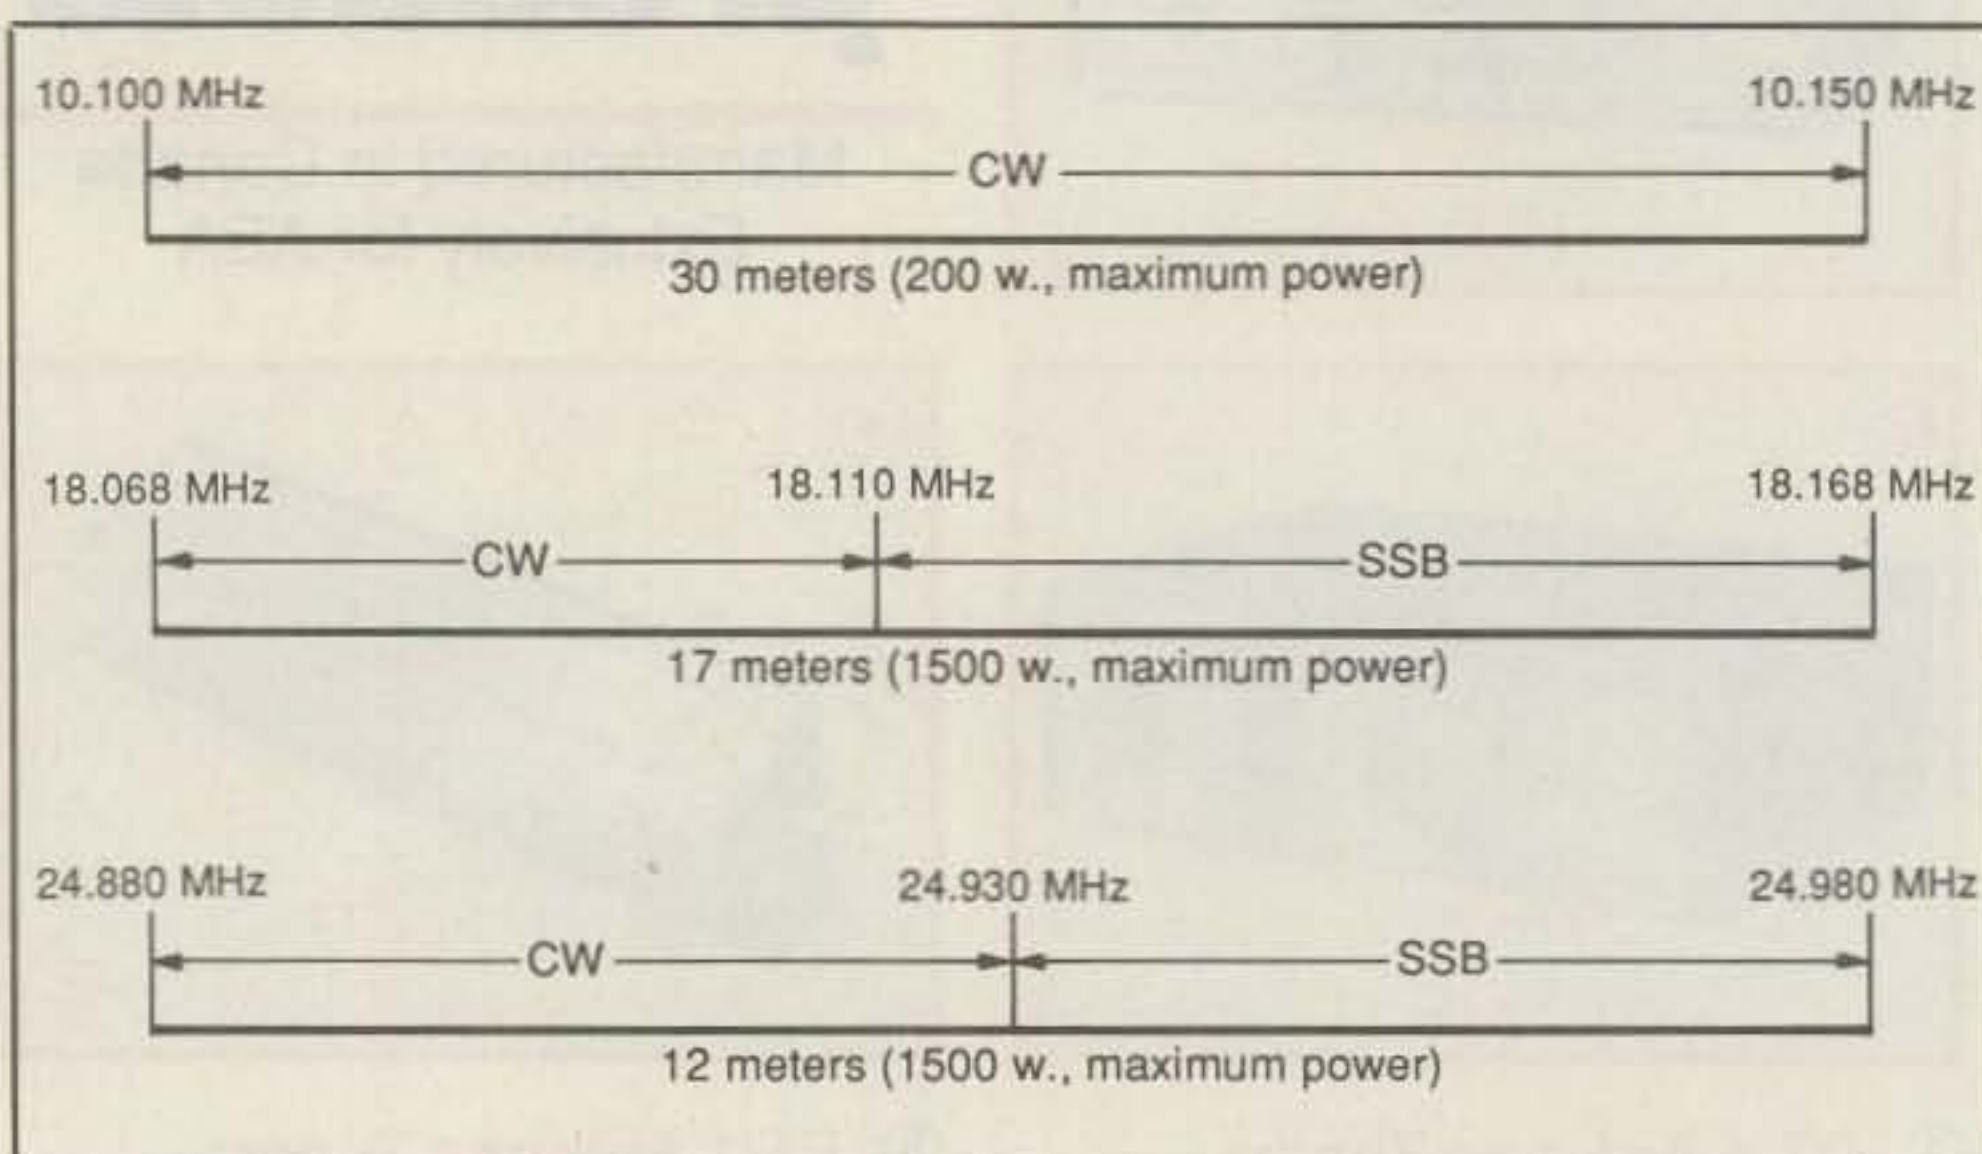 10.100 MHz 10.150 MHz
CW
30 meters (200 w., maximum power)
18.068 MHz 18.110 MHz 18.168 MHz
CW SSB
17 meters (1500 w., maximum power)
24.880 MHz 24.930 MHz 24.980 MHz
CW SSB
12 meters (1500 w., maximum power)